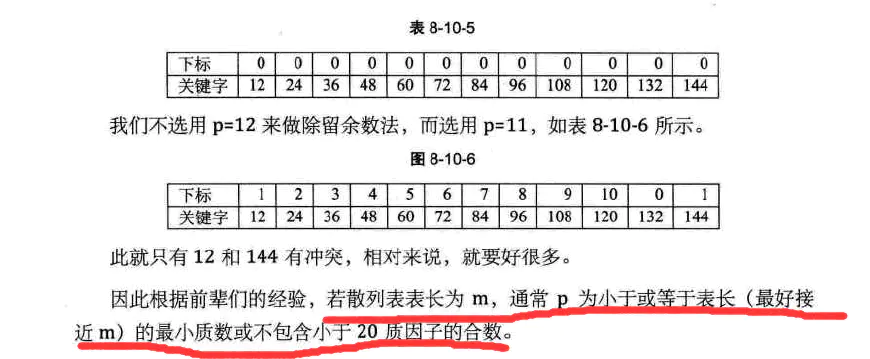 表 8-10-5
下标 0 0 0 0 0 0 0 0 0 0 0 0
关键字 12 24 36 48 60 72 84 96 108 120 132 144
我们不选用 p=12 来做除留余数法，而选用 p=11，如表 8-10-6 所示。
图 8-10-6
下标 1 2 3 4 5 6 7 8 9 10 0 1
关键字 12 24 36 48 60 72 84 96 108 120 132 144
此就只有 12 和 144 有冲突，相对来说，就要好很多。
因此根据前辈们的经验，若散列表表长为 m，通常 p 为小于或等于表长（最好接
近 m）的最小质数或不包含小于 20 质因子的合数。